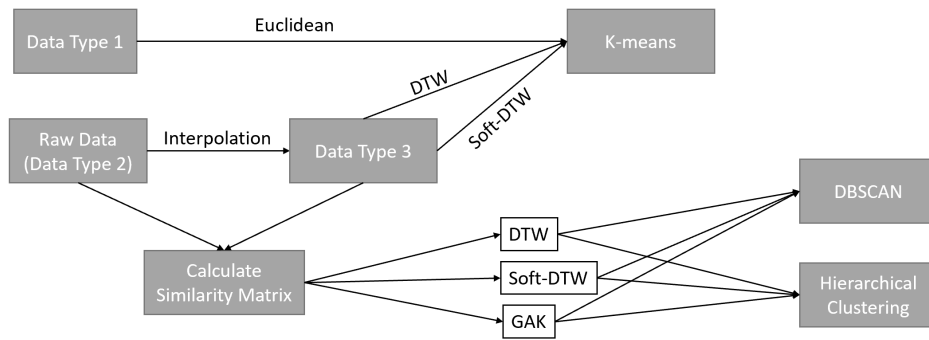 Euclidean
Data Type 1
K-means
DTW
Soft-DTW
Raw Data
(Data Type 2)
Interpolation
Data Type 3
DBSCAN
DTW
Calculate
Similarity Matrix
Soft-DTW
Hierarchical
Clustering
GAK